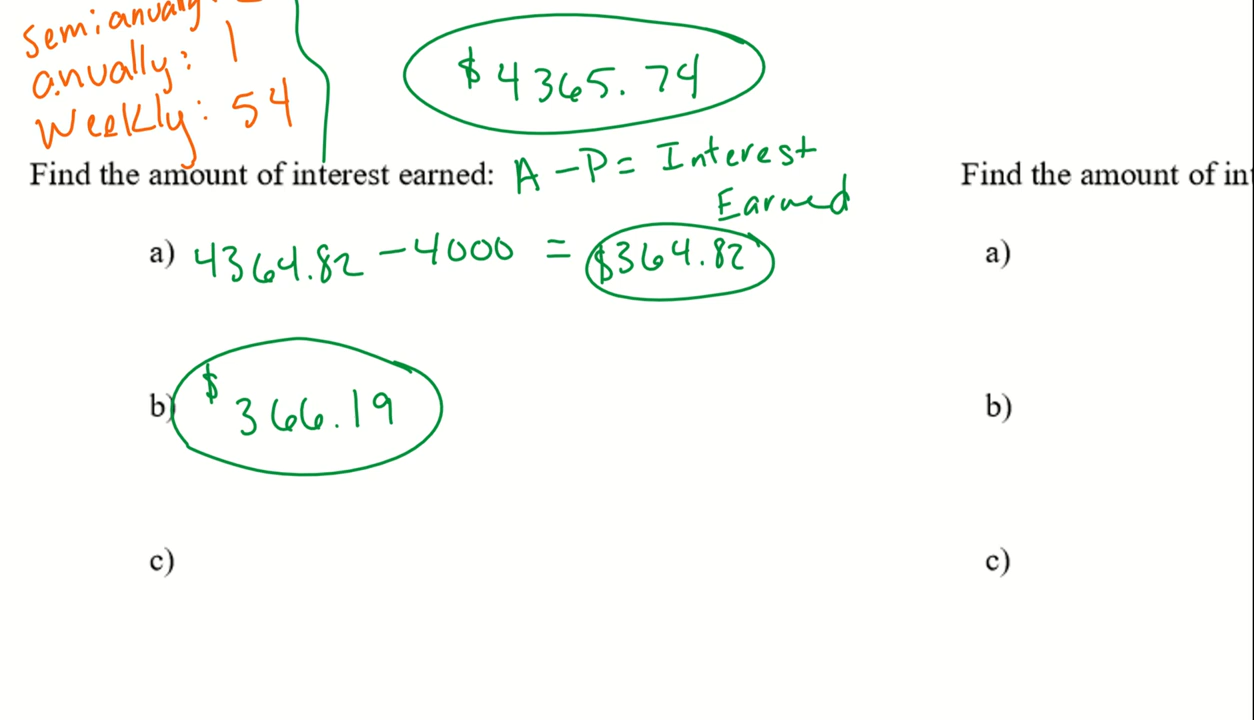 semianually:
anually: 1
Weekly: 54
$4365.74
Find the amount of interest earned: A - P = Interest Earned
a) 4364.82 - 4000 = $364.82
b) $366.19
c)
Find the amount of in
a)
b)
c)